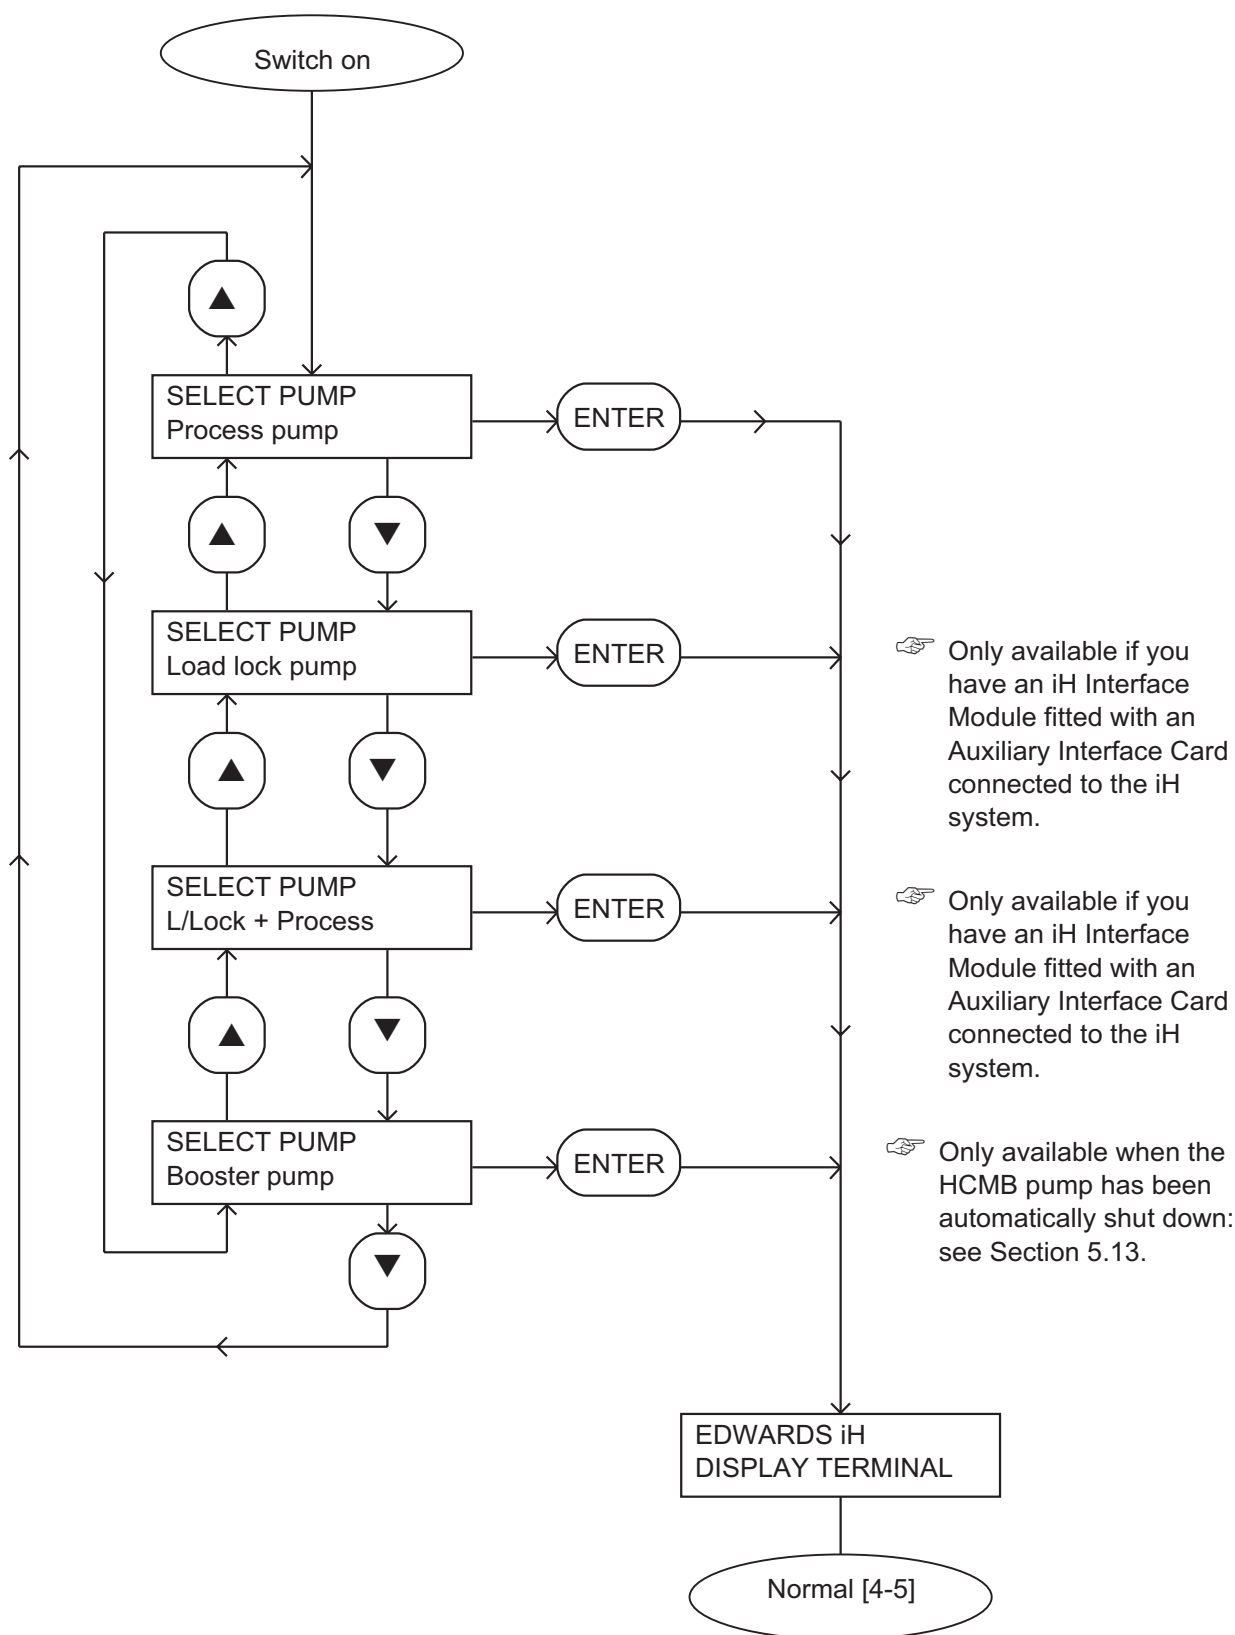 Switch on
▲
SELECT PUMP
Process pump
ENTER
▲
▼
SELECT PUMP
Load lock pump
ENTER
☞ Only available if you
have an iH Interface
Module fitted with an
Auxiliary Interface Card
connected to the iH
system.
▲
▼
SELECT PUMP
L/Lock + Process
ENTER
☞ Only available if you
have an iH Interface
Module fitted with an
Auxiliary Interface Card
connected to the iH
system.
▲
▼
SELECT PUMP
Booster pump
ENTER
☞ Only available when the
HCMB pump has been
automatically shut down:
see Section 5.13.
▼
EDWARDS iH
DISPLAY TERMINAL
Normal [4-5]